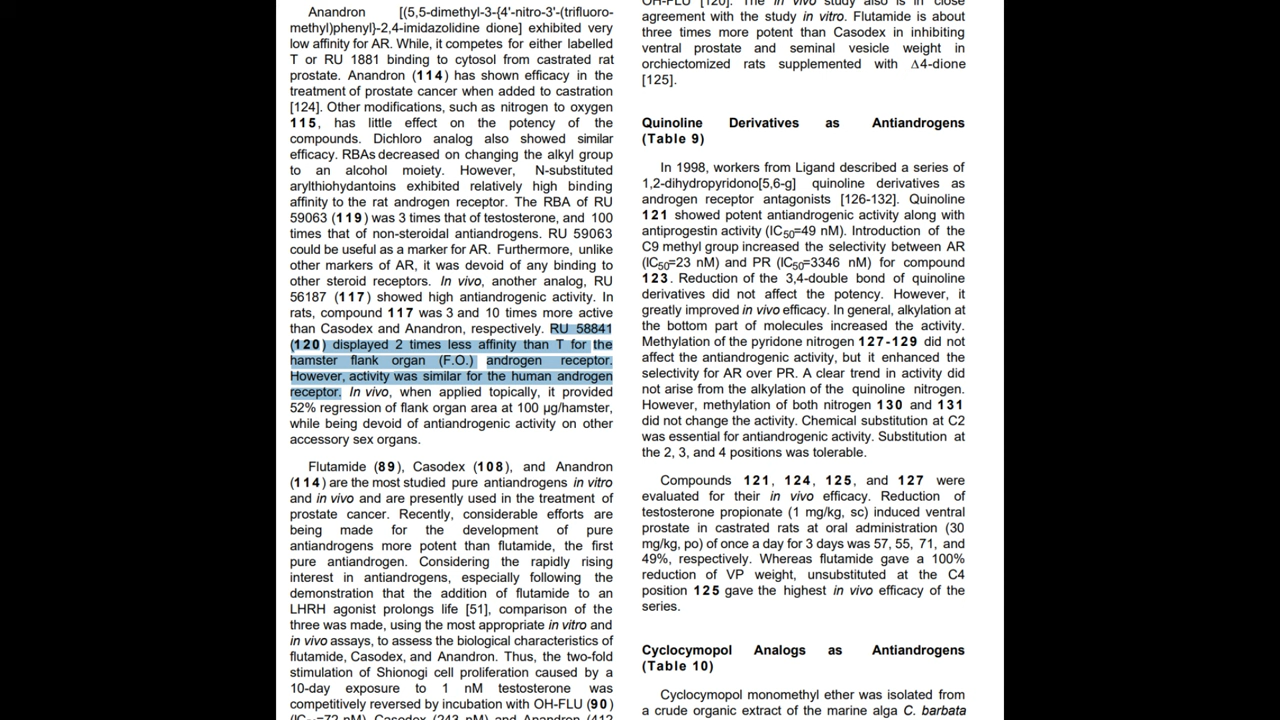 Anandron [(5,5-dimethyl-3-{4'-nitro-3'-(trifluoro-
methyl)phenyl}-2,4-imidazolidine dione] exhibited very
low affinity for AR. While, it competes for either labelled
T or RU 1881 binding to cytosol from castrated rat
prostate. Anandron (114) has shown efficacy in the
treatment of prostate cancer when added to castration
[124]. Other modifications, such as nitrogen to oxygen
115, has little effect on the potency of the
compounds. Dichloro analog also showed similar
efficacy. RBAs decreased on changing the alkyl group
to an alcohol moiety. However, N-substituted
arylthiohydantoins exhibited relatively high binding
affinity to the rat androgen receptor. The RBA of RU
59063 (119) was 3 times that of testosterone, and 100
times that of non-steroidal antiandrogens. RU 59063
could be useful as a marker for AR. Furthermore, unlike
other markers of AR, it was devoid of any binding to
other steroid receptors. In vivo, another analog, RU
56187 (117) showed high antiandrogenic activity. In
rats, compound 117 was 3 and 10 times more active
than Casodex and Anandron, respectively. RU 58841
(120) displayed 2 times less affinity than T for the
hamster flank organ (F.O.) androgen receptor.
However, activity was similar for the human androgen
receptor. In vivo, when applied topically, it provided
52% regression of flank organ area at 100 µg/hamster,
while being devoid of antiandrogenic activity on other
accessory sex organs.
Flutamide (89), Casodex (108), and Anandron
(114) are the most studied pure antiandrogens in vitro
and in vivo and are presently used in the treatment of
prostate cancer. Recently, considerable efforts are
being made for the development of pure
antiandrogens more potent than flutamide, the first
pure antiandrogen. Considering the rapidly rising
interest in antiandrogens, especially following the
demonstration that the addition of flutamide to an
LHRH agonist prolongs life [51], comparison of the
three was made, using the most appropriate in vitro and
in vivo assays, to assess the biological characteristics of
flutamide, Casodex, and Anandron. Thus, the two-fold
stimulation of Shionogi cell proliferation caused by a
10-day exposure to 1 nM testosterone was
competitively reversed by incubation with OH-FLU (90)
(IC50=72 nM), Casodex (243 nM) and Anandron (412
OH-FLU [120]. The in vivo study also is in close
agreement with the study in vitro. Flutamide is about
three times more potent than Casodex in inhibiting
ventral prostate and seminal vesicle weight in
orchiectomized rats supplemented with Δ4-dione
[125].
Quinoline Derivatives as Antiandrogens
(Table 9)
In 1998, workers from Ligand described a series of
1,2-dihydropyridono[5,6-g] quinoline derivatives as
androgen receptor antagonists [126-132]. Quinoline
121 showed potent antiandrogenic activity along with
antiprogestin activity (IC50=49 nM). Introduction of the
C9 methyl group increased the selectivity between AR
(IC50=23 nM) and PR (IC50=3346 nM) for compound
123. Reduction of the 3,4-double bond of quinoline
derivatives did not affect the potency. However, it
greatly improved in vivo efficacy. In general, alkylation at
the bottom part of molecules increased the activity.
Methylation of the pyridone nitrogen 127-129 did not
affect the antiandrogenic activity, but it enhanced the
selectivity for AR over PR. A clear trend in activity did
not arise from the alkylation of the quinoline nitrogen.
However, methylation of both nitrogen 130 and 131
did not change the activity. Chemical substitution at C2
was essential for antiandrogenic activity. Substitution at
the 2, 3, and 4 positions was tolerable.
Compounds 121, 124, 125, and 127 were
evaluated for their in vivo efficacy. Reduction of
testosterone propionate (1 mg/kg, sc) induced ventral
prostate in castrated rats at oral administration (30
mg/kg, po) of once a day for 3 days was 57, 55, 71, and
49%, respectively. Whereas flutamide gave a 100%
reduction of VP weight, unsubstituted at the C4
position 125 gave the highest in vivo efficacy of the
series.
Cyclocymopol Analogs as Antiandrogens
(Table 10)
Cyclocymopol monomethyl ether was isolated from
a crude organic extract of the marine alga C. barbata